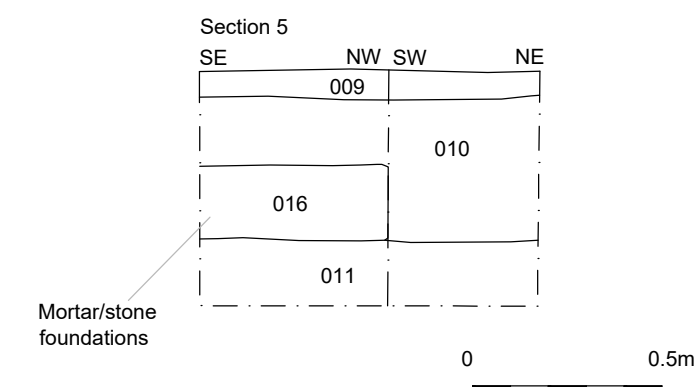 Section 5
SE NW SW NE
009
010
016
011
Mortar/stone
foundations
0 0.5m